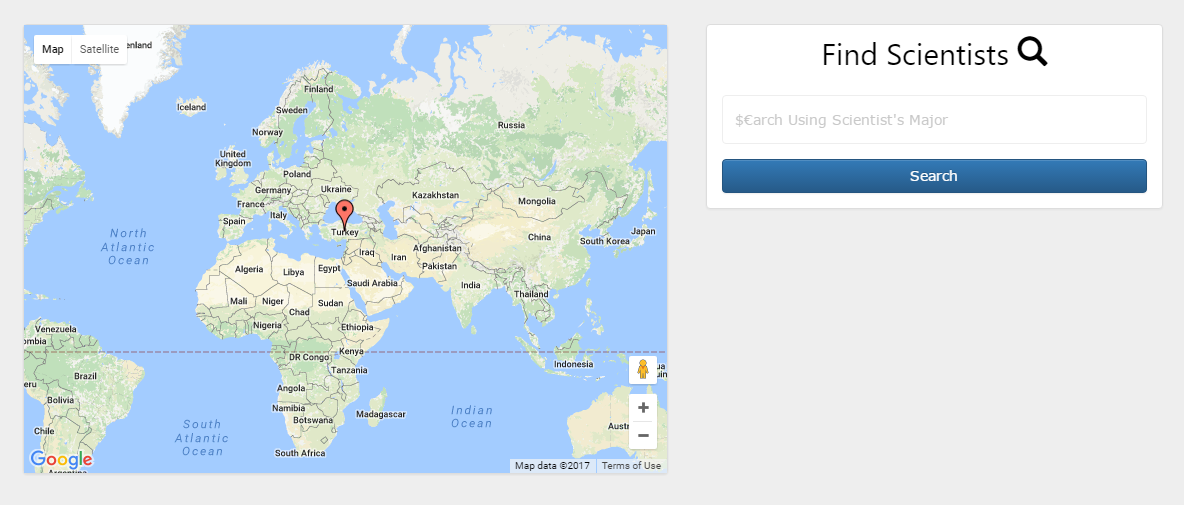 Map
Satellite
enland
Iceland
Finland
Sweden
Norway
Russia
United
Kingdom
Poland
Germany
Ukraine
France
Kazakhstan
Mongolia
Italy
Spain
Turkey
Japan
South Korea
China
Afghanistan
Iraq
Iran
Pakistan
North
Atlantic
Ocean
Algeria
Libya
Egypt
Saudi Arabia
India
Thailand
Mali
Niger
Sudan
Chad
Nigeria
Ethiopia
Venezuela
ombia
DR Congo
Kenya
Tanzania
Indonesia
ua
ru
Brazil
Bolivia
Angola
Namibia
Botswana
Madagascar
Indian
Ocean
Chile
South
Atlantic
Ocean
South Africa
Austr
Google
Argentina
Map data ©2017
Terms of Use
Find Scientists
$€arch Using Scientist's Major
Search